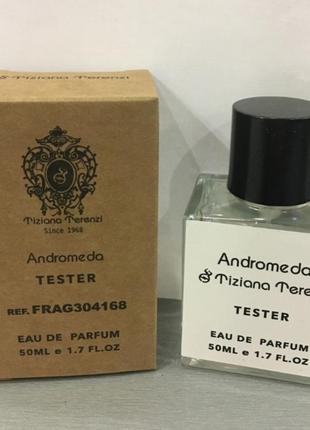 Tiziana Terenzi
Since 1968
Andromeda
TESTER
REF. FRAG304168
EAU DE PARFUM
50ML e 1.7 FL.OZ
Andromeda
Tiziana Terenzi
TESTER
EAU DE PARFUM
50ML e 1.7 FL.OZ